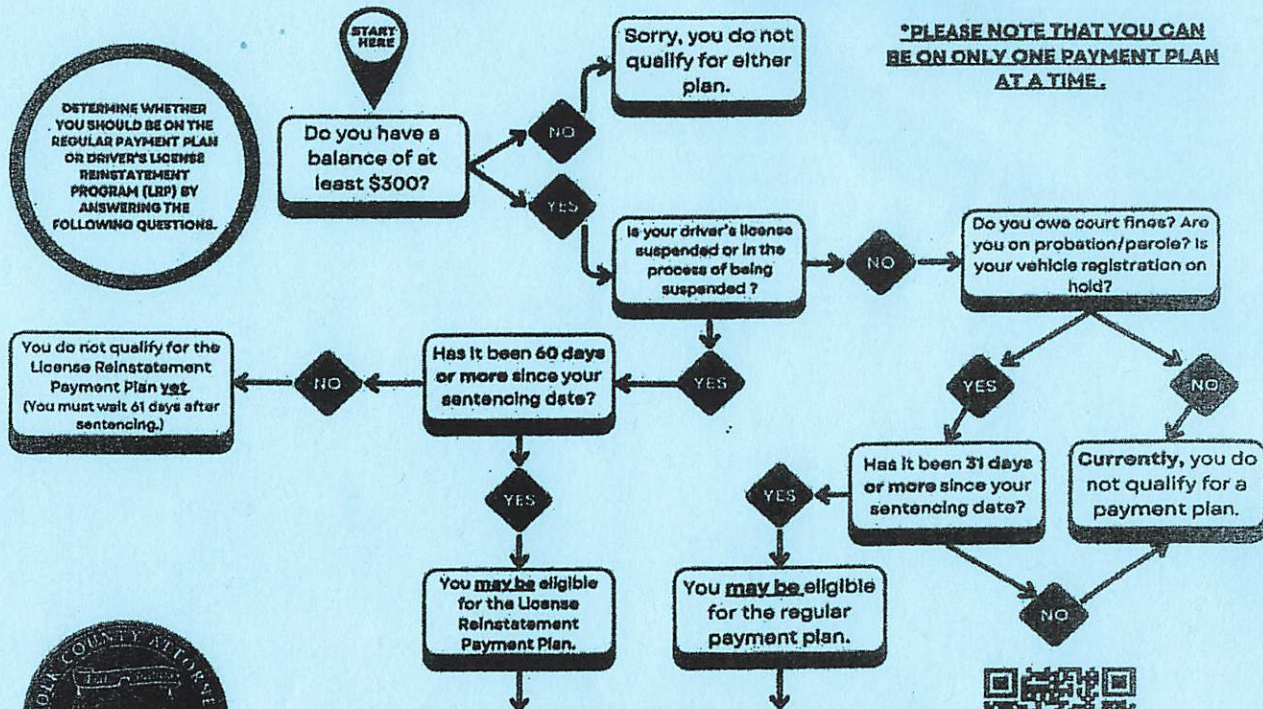 START
HERE
DETERMINE WHETHER
YOU SHOULD BE ON THE
REGULAR PAYMENT PLAN
OR DRIVER'S LICENSE
REINSTATEMENT
PROGRAM (LRP) BY
ANSWERING THE
FOLLOWING QUESTIONS.
Do you have a
balance of at
least $300?
NO
Sorry, you do not
qualify for either
plan.
*PLEASE NOTE THAT YOU CAN
BE ON ONLY ONE PAYMENT PLAN
AT A TIME.
YES
Is your driver's license
suspended or in the
process of being
suspended ?
NO
Do you owe court fines? Are
you on probation/parole? Is
your vehicle registration on
hold?
You do not qualify for the
License Reinstatement
Payment Plan yet.
(You must wait 61 days after
sentencing.)
NO
Has it been 60 days
or more since your
sentencing date?
YES
YES
NO
YES
YES
Has it been 31 days
or more since your
sentencing date?
Currently, you do
not qualify for a
payment plan.
You may be eligible
for the License
Reinstatement
Payment Plan.
You may be eligible
for the regular
payment plan.
NO
POLK COUNTY ATTORNE